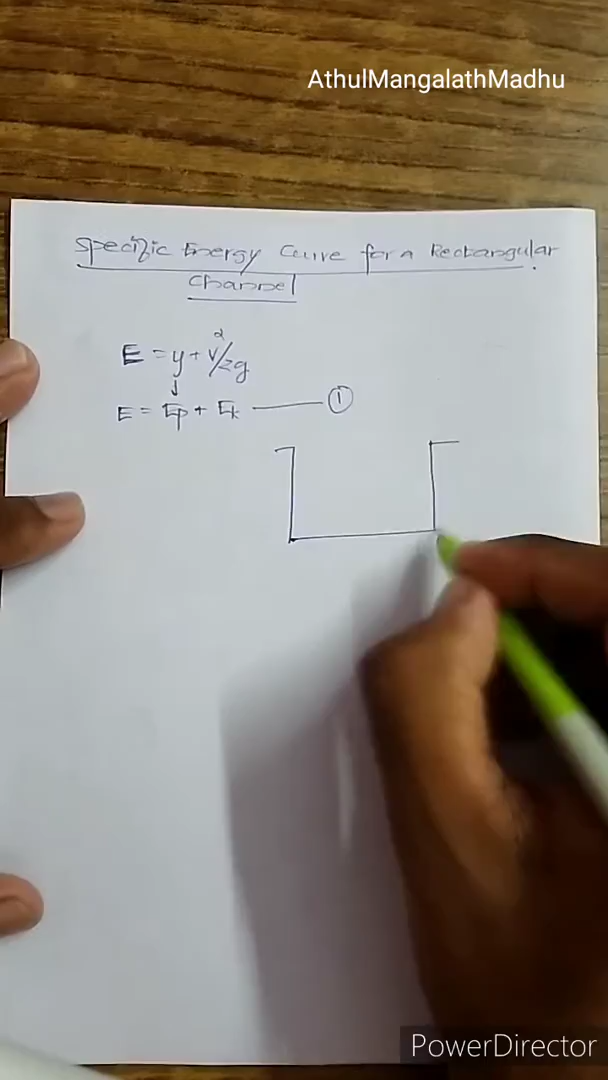 AthulMangalathMadhu
Specific Energy Curve for a Rectangular
Channel
E = y + v²/2g
↓
E = Ep + Ek ——— ①
PowerDirector